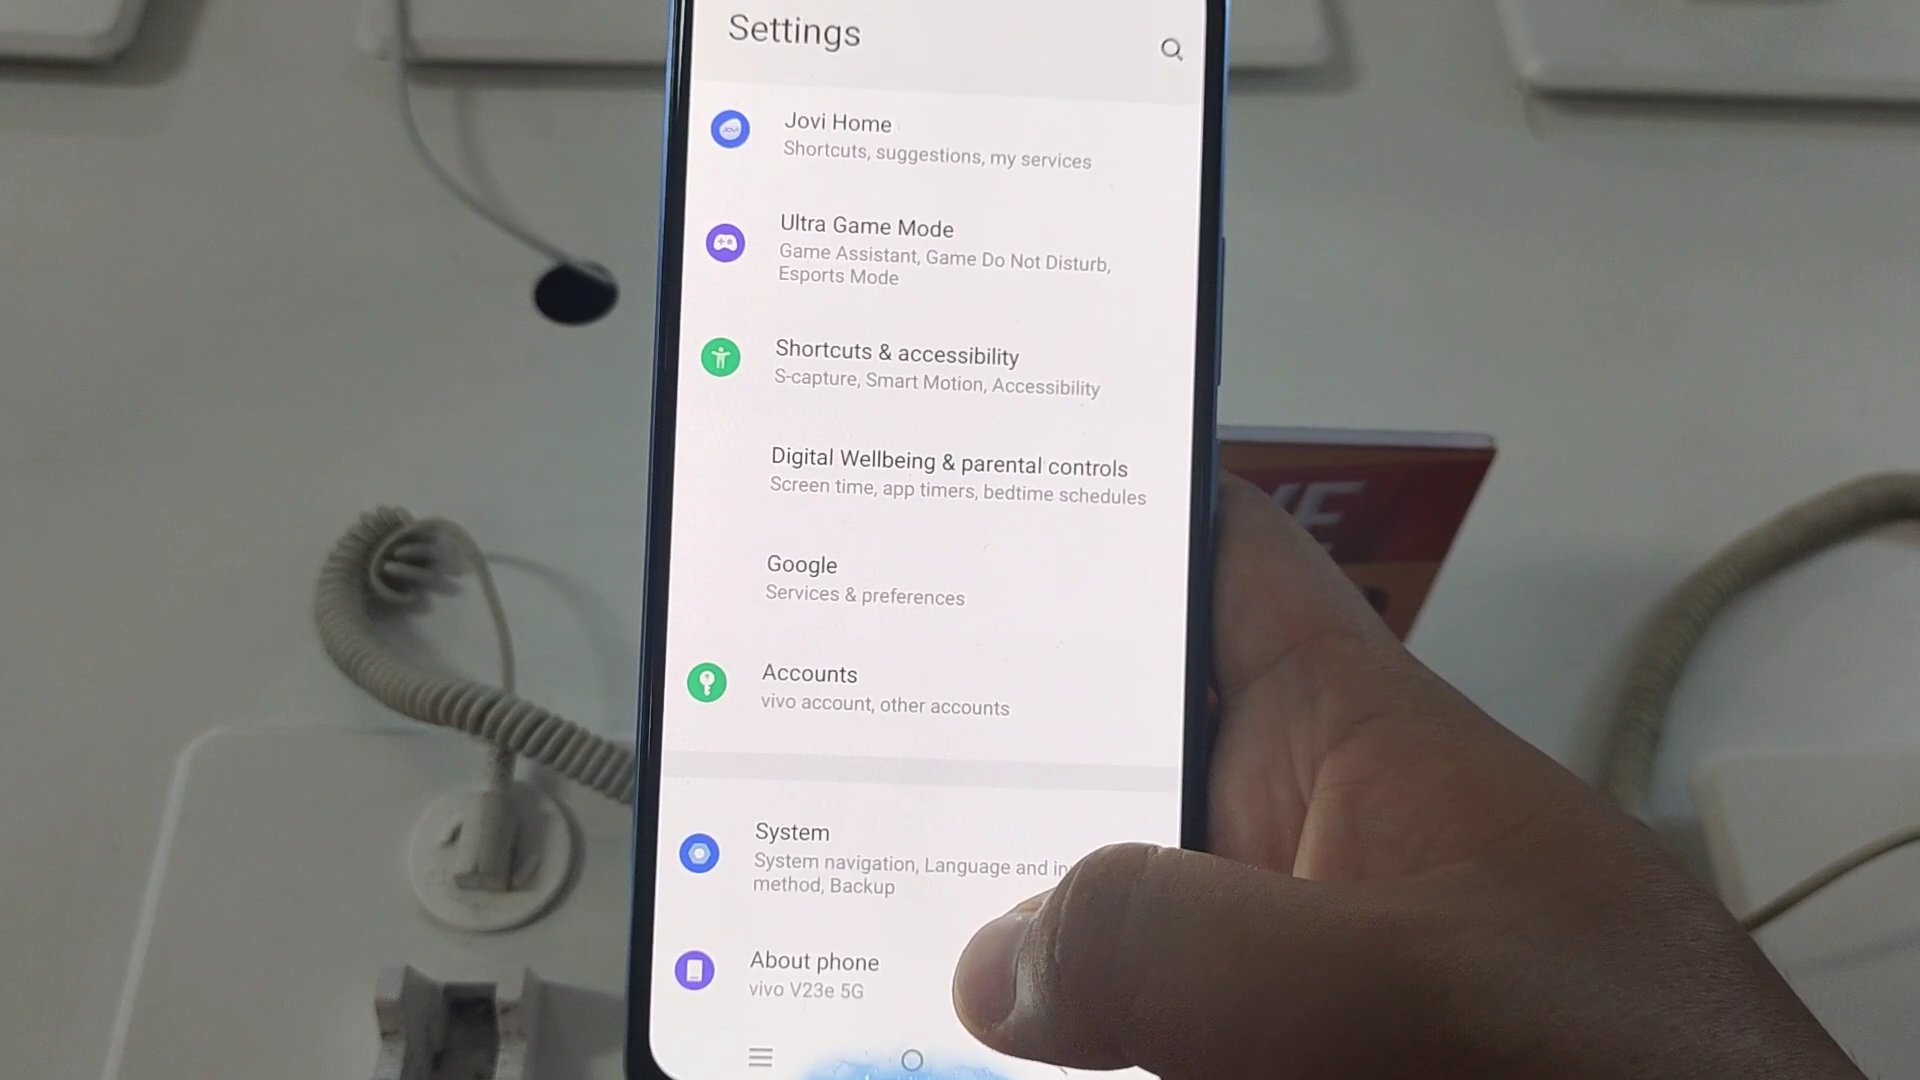 Settings
Jovi Home
Shortcuts, suggestions, my services
Ultra Game Mode
Game Assistant, Game Do Not Disturb,
Esports Mode
Shortcuts & accessibility
S-capture, Smart Motion, Accessibility
Digital Wellbeing & parental controls
Screen time, app timers, bedtime schedules
Google
Services & preferences
Accounts
vivo account, other accounts
System
System navigation, Language and
method, Backup
About phone
vivo V23e 5G